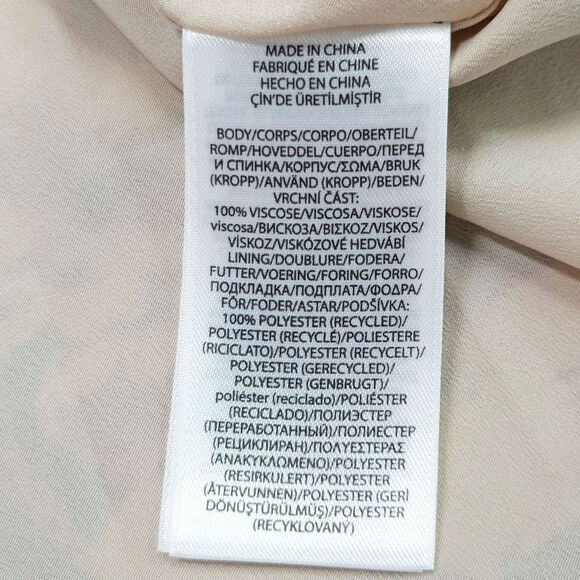 MADE IN CHINA
FABRIQUÉ EN CHINE
HECHO EN CHINA
ÇİN'DE ÜRETİLMİŞTİR
BODY/CORPS/CORPO/OBERTEIL/
ROMP/HOVEDDEL/CUERPO/ПЕРЕД
И СПИНКА/КОРПУС/ΣΩΜΑ/BRUK
(KROPP)/ANVÄND (KROPP)/BEDEN/
VRCHNÍ ČÁST:
100% VISCOSE/VISCOSA/VISKOSE/
viscosa/ВИСКОЗА/ΒΙΣΚΟΖ/VISKOS/
VİSKOZ/VISKÓZOVÉ HEDVÁBÍ
LINING/DOUBLURE/FODERA/
FUTTER/VOERING/FORING/FORRO/
ПОДКЛАДКА/ПОДПЛАТА/ΦΟΔΡΑ/
FÔR/FODER/ASTAR/PODŠÍVKA:
100% POLYESTER (RECYCLED)/
POLYESTER (RECYCLÉ)/POLIESTERE
(RICICLATO)/POLYESTER (RECYCELT)/
POLYESTER (GERECYCLED)/
POLYESTER (GENBRUGT)/
poliéster (reciclado)/POLIÉSTER
(RECICLADO)/ПОЛИЭСТЕР
(ПЕРЕРАБОТАННЫЙ)/ПОЛИЕСТЕР
(РЕЦИКЛИРАН)/ΠΟΛΥΕΣΤΕΡΑΣ
(ΑΝΑΚΥΚΛΩΜΕΝΟ)/POLYESTER
(RESIRKULERT)/POLYESTER
(ÅTERVUNNEN)/POLYESTER (GERİ
DÖNÜŞTÜRÜLMÜŞ)/POLYESTER
(RECYKLOVANÝ)